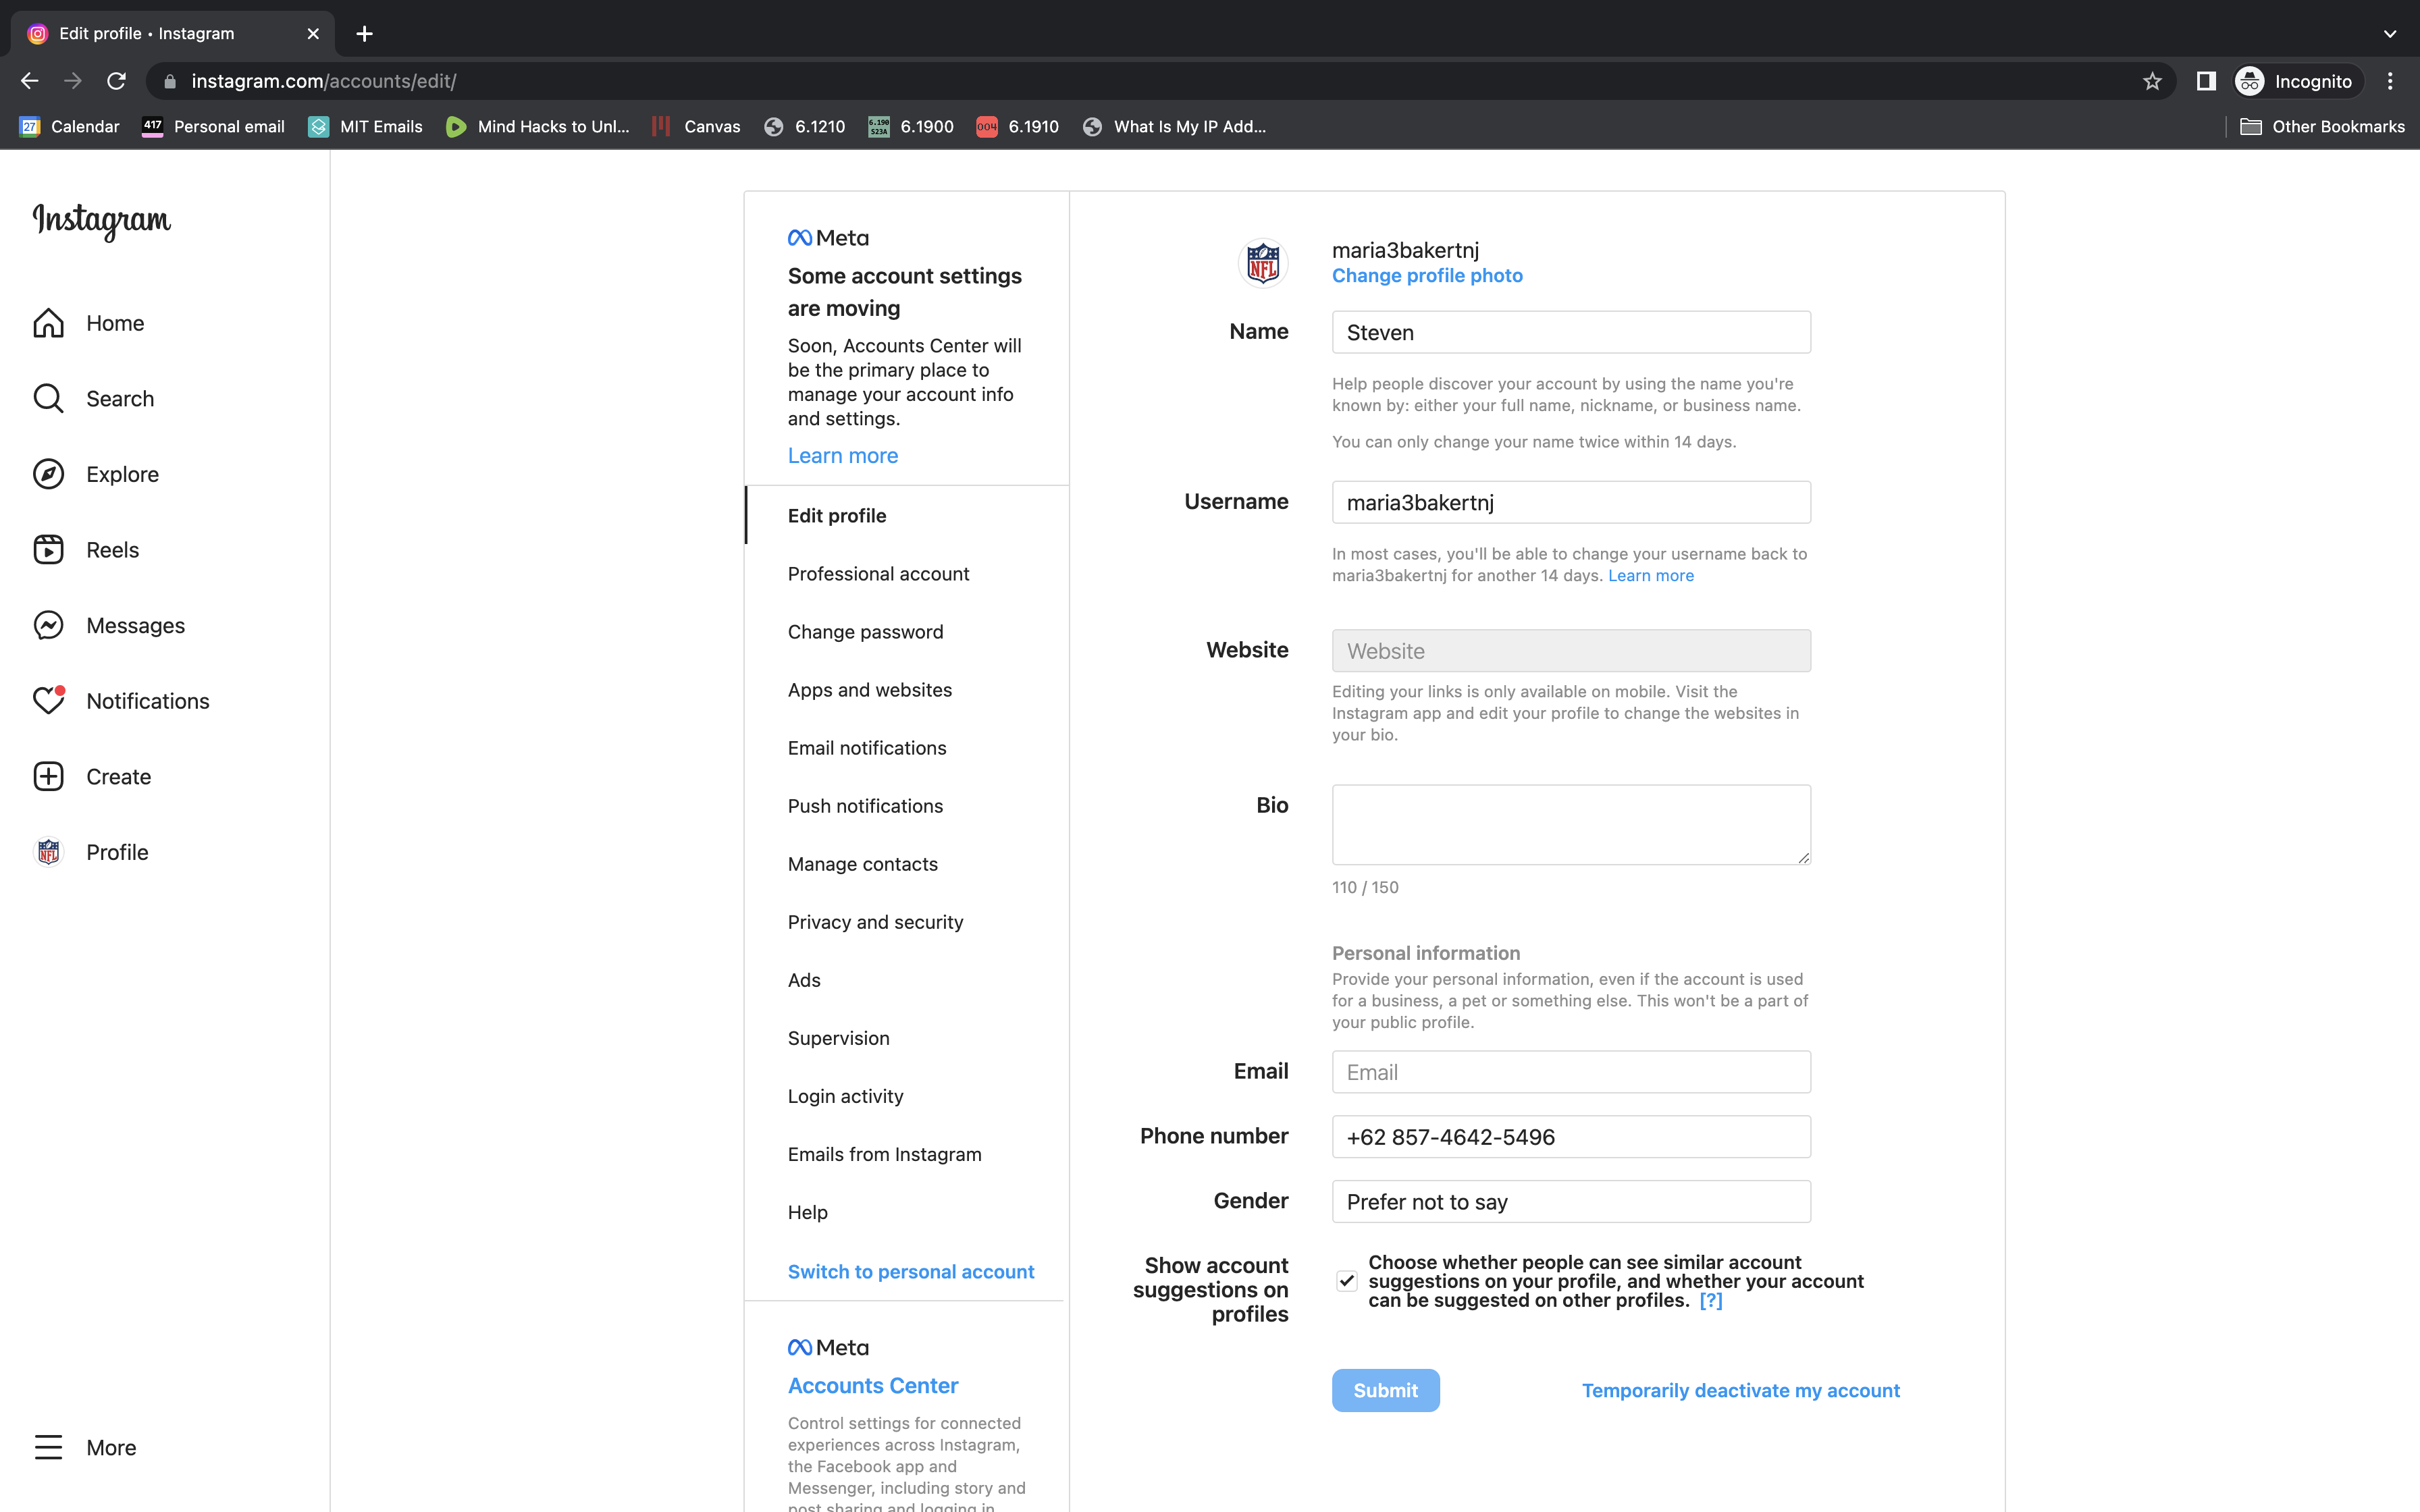 Edit profile • Instagram
instagram.com/accounts/edit/
Incognito
Calendar
Personal email
MIT Emails
Mind Hacks to Unl...
Canvas
6.1210
6.1900
6.1910
What Is My IP Add...
Other Bookmarks
Instagram
Home
Search
Explore
Reels
Messages
Notifications
Create
Profile
More
Meta
Some account settings
are moving
Soon, Accounts Center will
be the primary place to
manage your account info
and settings.
Learn more
Edit profile
Professional account
Change password
Apps and websites
Email notifications
Push notifications
Manage contacts
Privacy and security
Ads
Supervision
Login activity
Emails from Instagram
Help
Switch to personal account
Meta
Accounts Center
Control settings for connected
experiences across Instagram,
the Facebook app and
Messenger, including story and
post sharing and logging in.
NFL
maria3bakertnj
Change profile photo
Name
Steven
Help people discover your account by using the name you're
known by: either your full name, nickname, or business name.
You can only change your name twice within 14 days.
Username
maria3bakertnj
In most cases, you'll be able to change your username back to
maria3bakertnj for another 14 days. Learn more
Website
Website
Editing your links is only available on mobile. Visit the
Instagram app and edit your profile to change the websites in
your bio.
Bio
110 / 150
Personal information
Provide your personal information, even if the account is used
for a business, a pet or something else. This won't be a part of
your public profile.
Email
Email
Phone number
+62 857-4642-5496
Gender
Prefer not to say
Show account
suggestions on
profiles
Choose whether people can see similar account
suggestions on your profile, and whether your account
can be suggested on other profiles. [?]
Submit
Temporarily deactivate my account